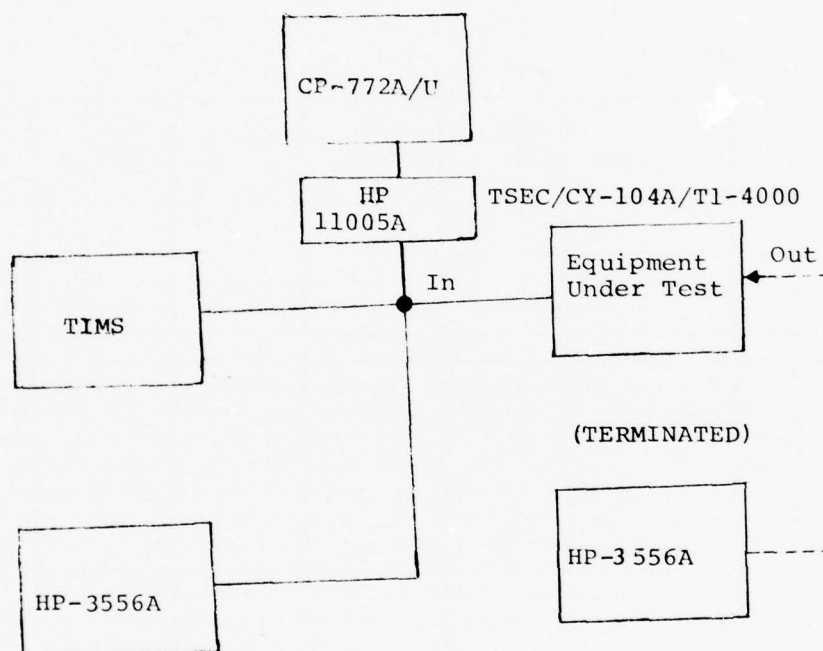 CP-772A/U
HP
11005A
TSEC/CY-104A/T1-4000
In
Equipment
Under Test
Out
TIMS
(TERMINATED)
HP-3556A
HP-3556A